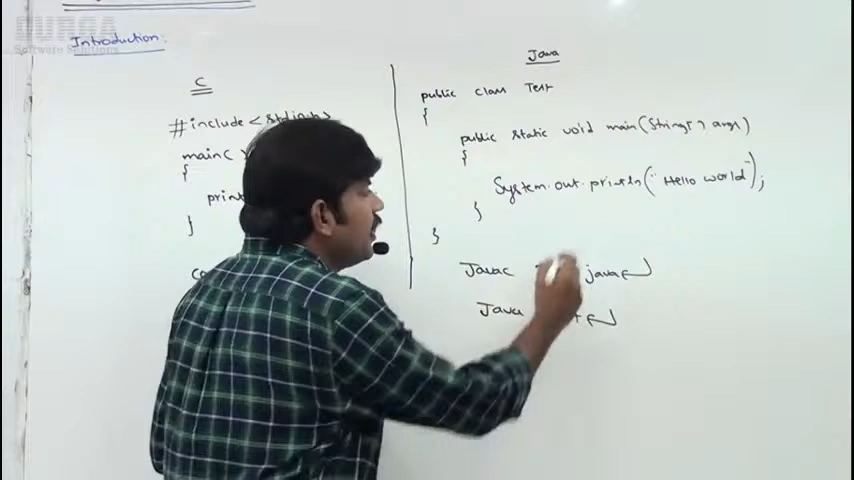 DURGA
Software Solutions
Introduction:
C
#include <stdio.h>
main( )
{
print
}
Java
public class Test
{
public static void main(String[ ] args)
{
System.out.println("Hello world");
}
}
Javac java
Java